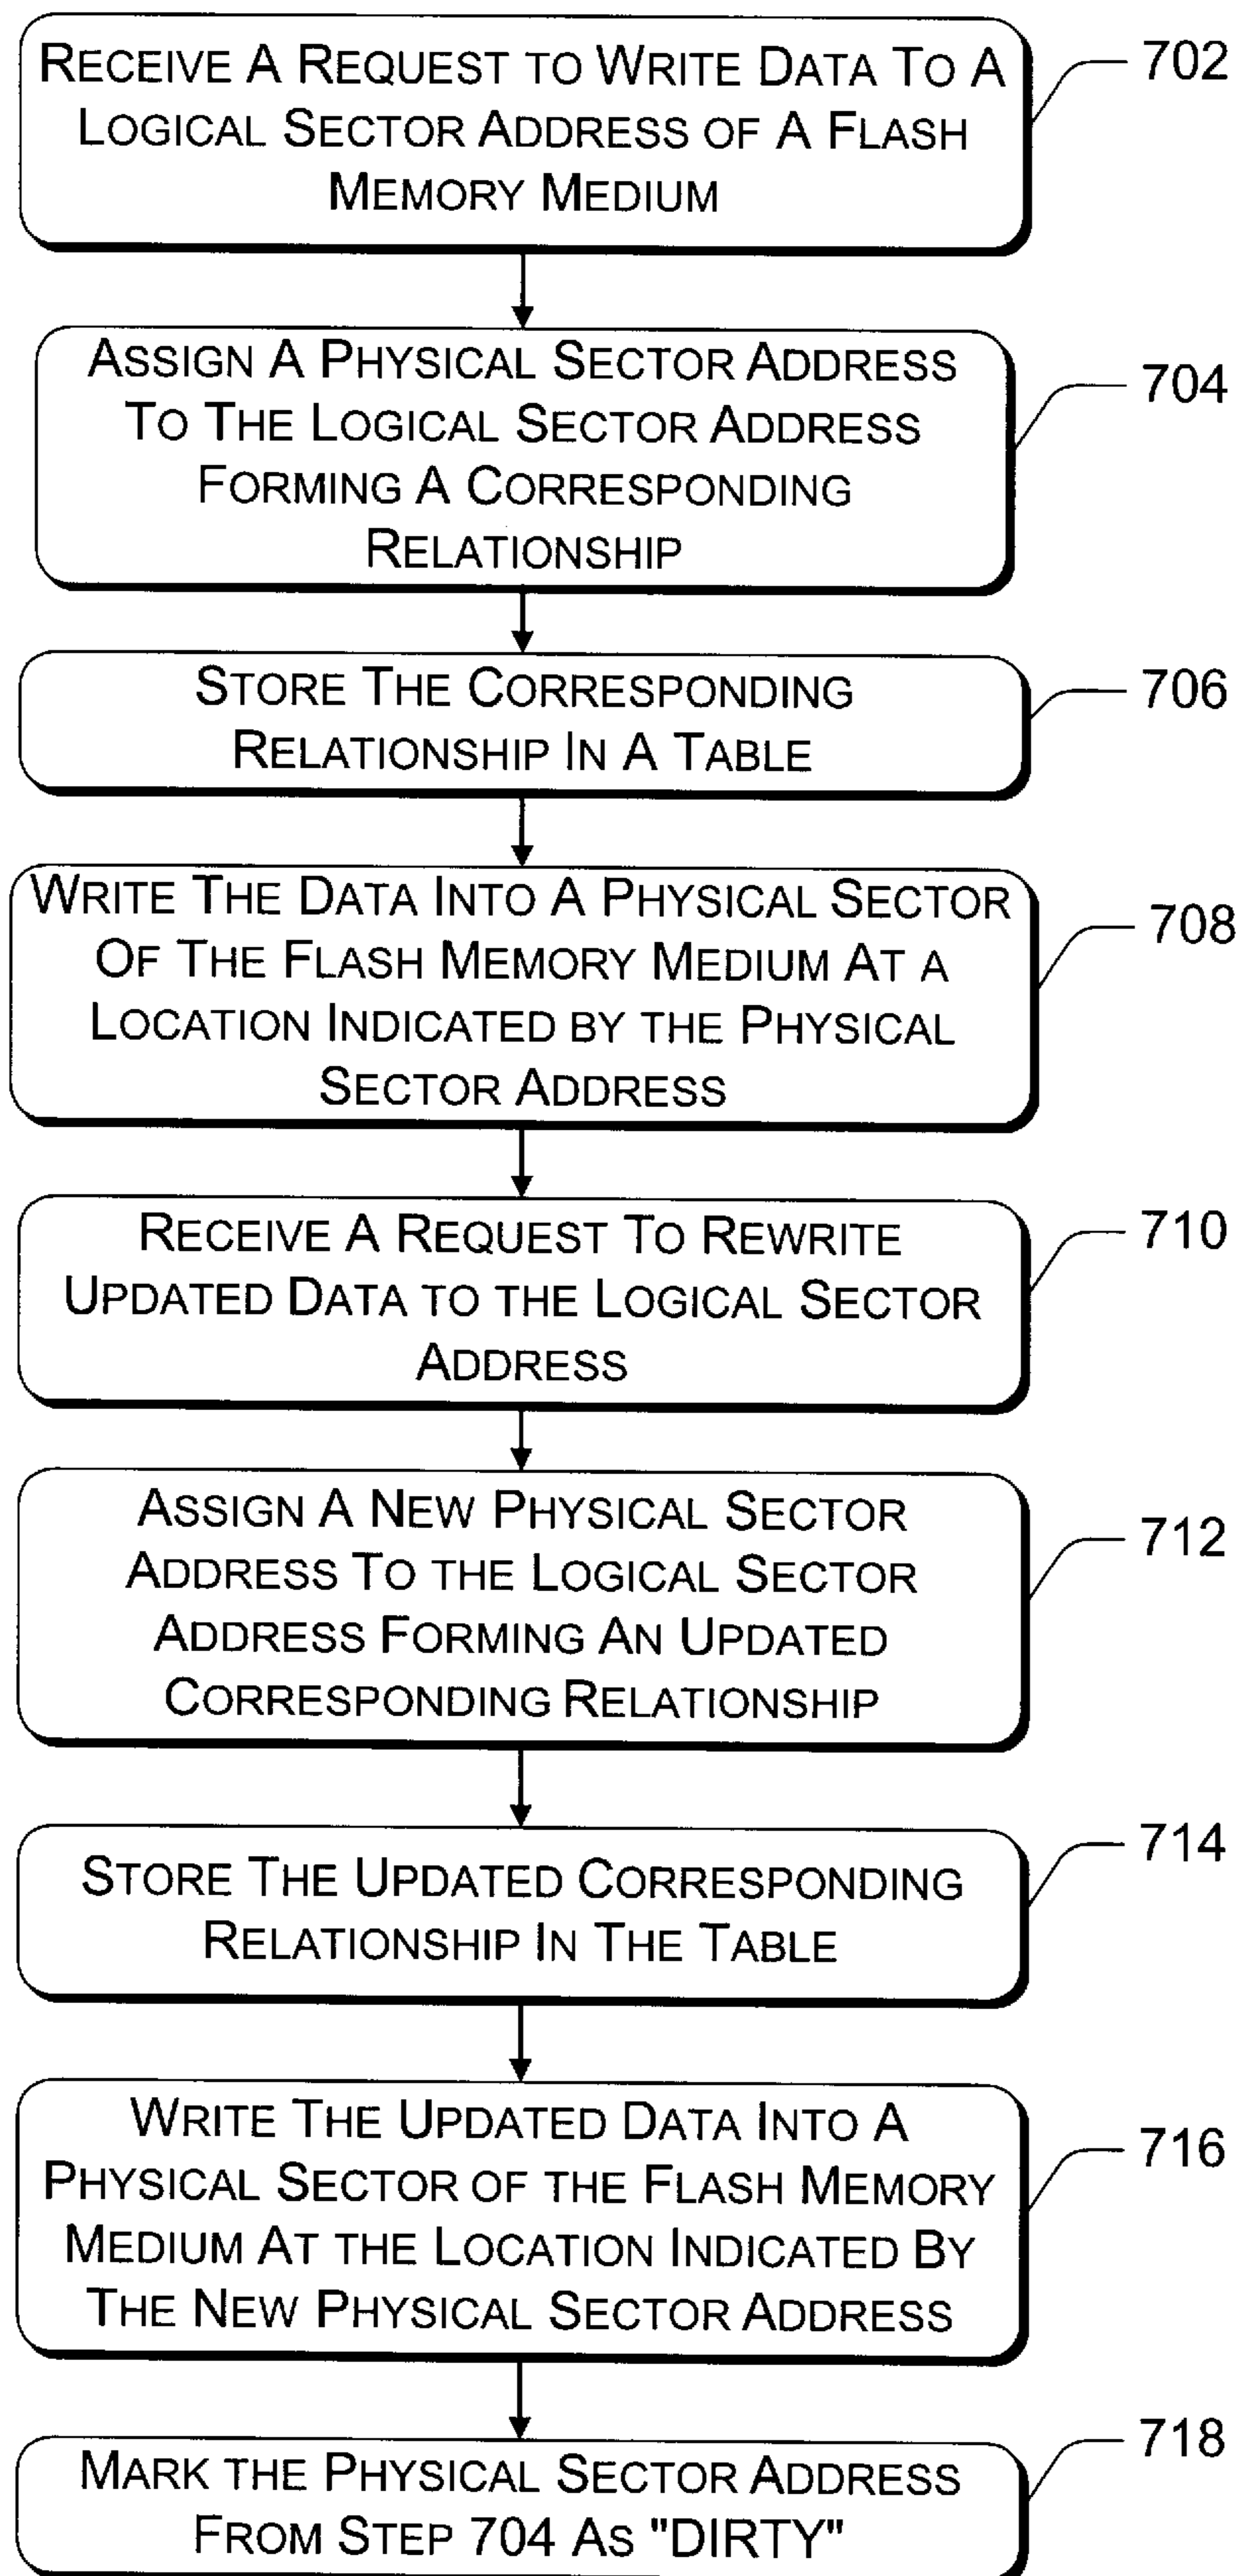 RECEIVE A REQUEST TO WRITE DATA TO A
LOGICAL SECTOR ADDRESS OF A FLASH
MEMORY MEDIUM
702
ASSIGN A PHYSICAL SECTOR ADDRESS
TO THE LOGICAL SECTOR ADDRESS
FORMING A CORRESPONDING
RELATIONSHIP
704
STORE THE CORRESPONDING
RELATIONSHIP IN A TABLE
706
WRITE THE DATA INTO A PHYSICAL SECTOR
OF THE FLASH MEMORY MEDIUM AT A
LOCATION INDICATED BY THE PHYSICAL
SECTOR ADDRESS
708
RECEIVE A REQUEST TO REWRITE
UPDATED DATA TO THE LOGICAL SECTOR
ADDRESS
710
ASSIGN A NEW PHYSICAL SECTOR
ADDRESS TO THE LOGICAL SECTOR
ADDRESS FORMING AN UPDATED
CORRESPONDING RELATIONSHIP
712
STORE THE UPDATED CORRESPONDING
RELATIONSHIP IN THE TABLE
714
WRITE THE UPDATED DATA INTO A
PHYSICAL SECTOR OF THE FLASH MEMORY
MEDIUM AT THE LOCATION INDICATED BY
THE NEW PHYSICAL SECTOR ADDRESS
716
MARK THE PHYSICAL SECTOR ADDRESS
FROM STEP 704 AS "DIRTY"
718